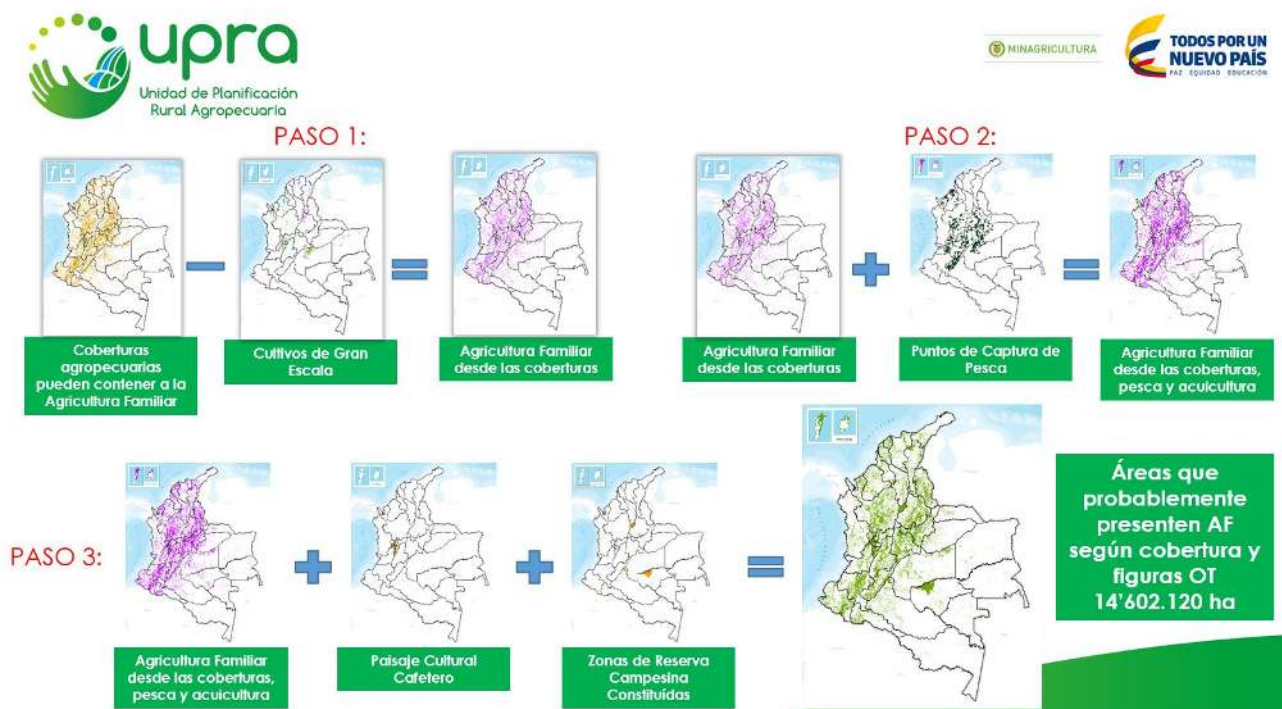 upra
Unidad de Planificación
Rural Agropecuaria
MINAGRICULTURA
TODOS POR UN
NUEVO PAÍS
PAZ EQUIDAD EDUCACIÓN
PASO 1:
Coberturas
agropecuarias
pueden contener a la
Agricultura Familiar
Cultivos de Gran
Escala
Agricultura Familiar
desde las coberturas
PASO 2:
Agricultura Familiar
desde las coberturas
Puntos de Captura de
Pesca
Agricultura Familiar
desde las coberturas,
pesca y acuicultura
PASO 3:
Agricultura Familiar
desde las coberturas,
pesca y acuicultura
Paisaje Cultural
Cafetero
Zonas de Reserva
Campesina
Constituídas
Áreas que
probablemente
presenten AF
según cobertura y
figuras OT
14'602.120 ha